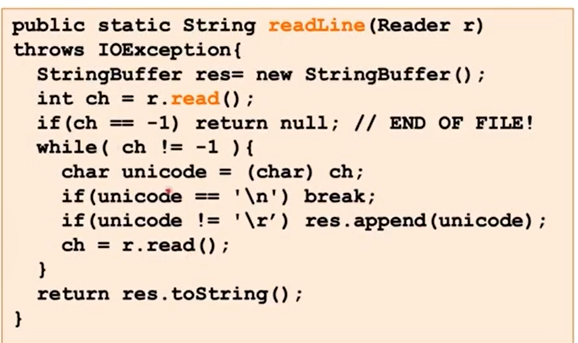 public static String readLine(Reader r)
throws IOException{
  StringBuffer res= new StringBuffer();
  int ch = r.read();
  if(ch == -1) return null; // END OF FILE!
  while( ch != -1 ){
    char unicode = (char) ch;
    if(unicode == '\n') break;
    if(unicode != '\r’) res.append(unicode);
    ch = r.read();
  }
  return res.toString();
}